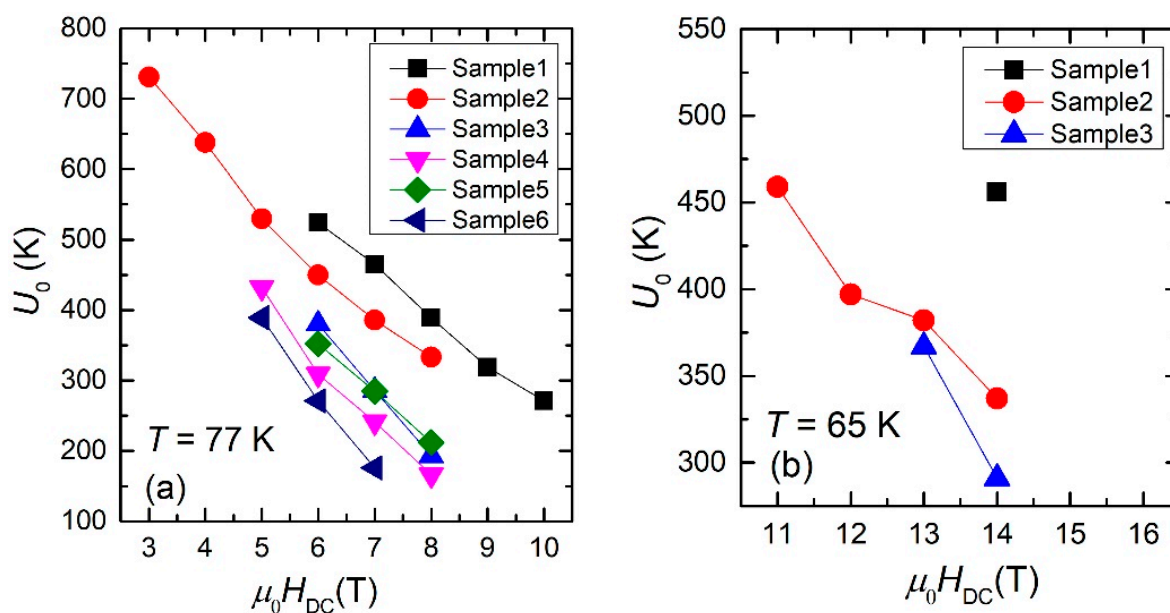 800
700
600
500
400
300
200
100
U₀ (K)
Sample1
Sample2
Sample3
Sample4
Sample5
Sample6
T = 77 K
(a)
3 4 5 6 7 8 9 10
μ₀H_DC(T)
550
500
450
400
350
300
U₀ (K)
Sample1
Sample2
Sample3
T = 65 K
(b)
11 12 13 14 15 16
μ₀H_DC(T)